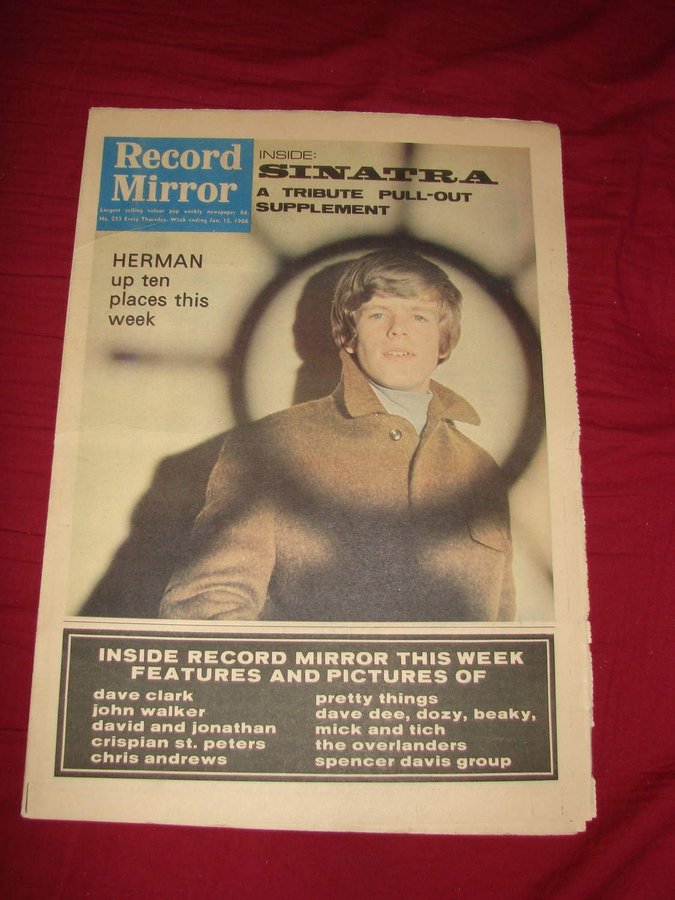 Record
Mirror
Largest selling colour pop weekly newspaper 6d.
No. 253 Every Thursday. Week ending Jan. 15, 1966
INSIDE:
SINATRA
A TRIBUTE PULL-OUT
SUPPLEMENT
HERMAN
up ten
places this
week
INSIDE RECORD MIRROR THIS WEEK
FEATURES AND PICTURES OF
dave clark
john walker
david and jonathan
crispian st. peters
chris andrews
pretty things
dave dee, dozy, beaky,
mick and tich
the overlanders
spencer davis group